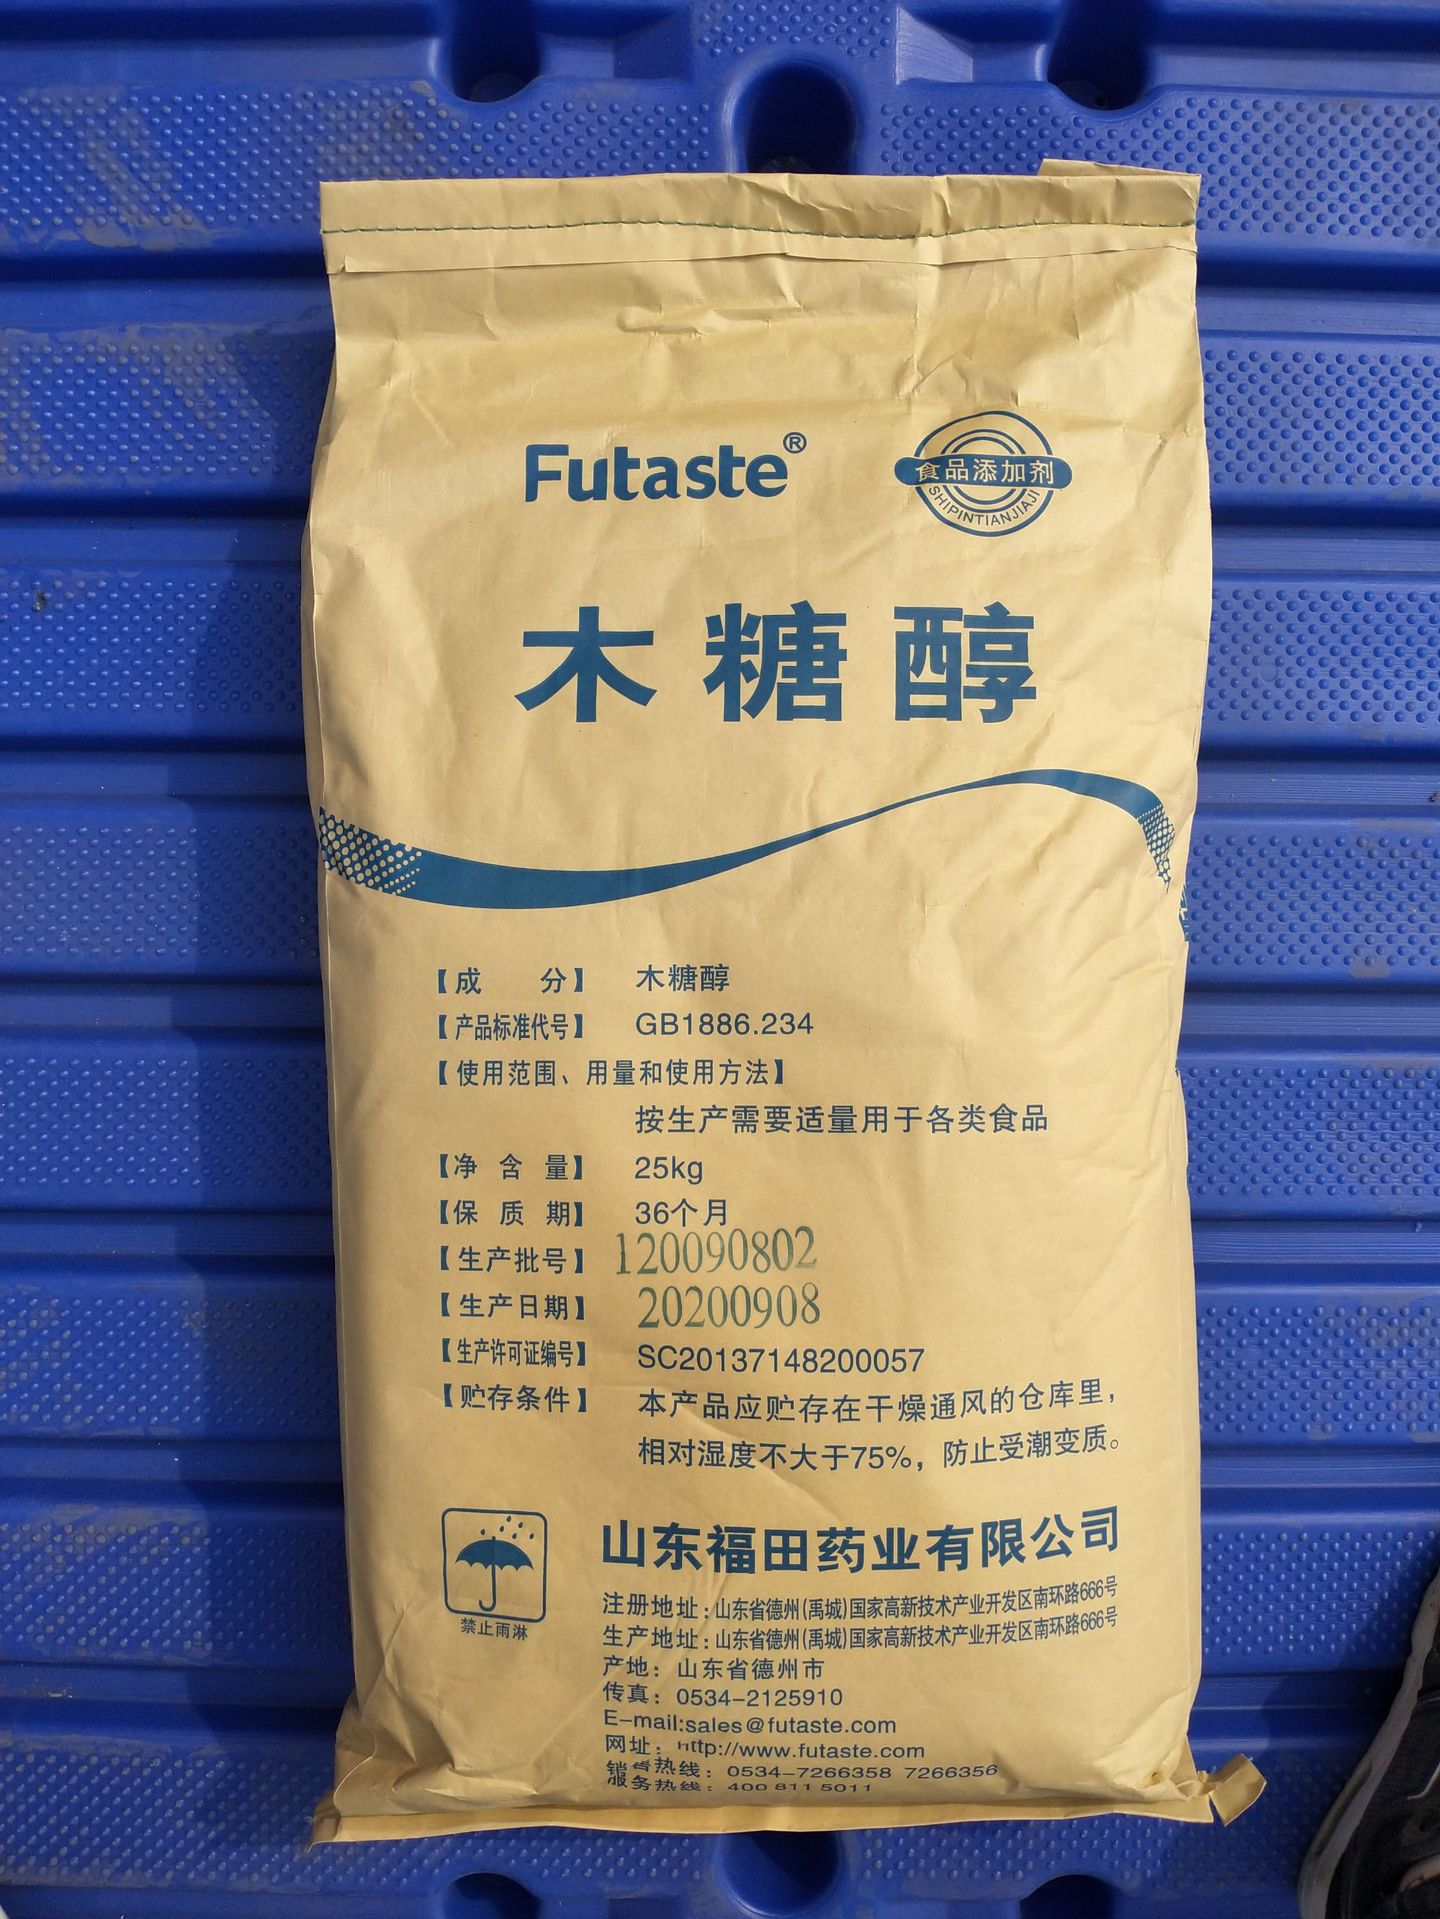 Futaste®
食品添加剂
SHIPINTIANJIAJI
木糖醇
【成 分】 木糖醇
【产品标准代号】 GB1886.234
【使用范围、用量和使用方法】
按生产需要适量用于各类食品
【净 含 量】 25kg
【保 质 期】 36个月
【生产批号】 120090802
【生产日期】 20200908
【生产许可证编号】 SC20137148200057
【贮存条件】 本产品应贮存在干燥通风的仓库里，
相对湿度不大于75%，防止受潮变质。
禁止雨淋
山东福田药业有限公司
注册地址：山东省德州(禹城)国家高新技术产业开发区南环路666号
生产地址：山东省德州(禹城)国家高新技术产业开发区南环路666号
产地：山东省德州市
传真：0534-2125910
E-mail:sales@futaste.com
网址：http://www.futaste.com
销售热线：0534-7266358 7266356
服务热线：400 811 5011